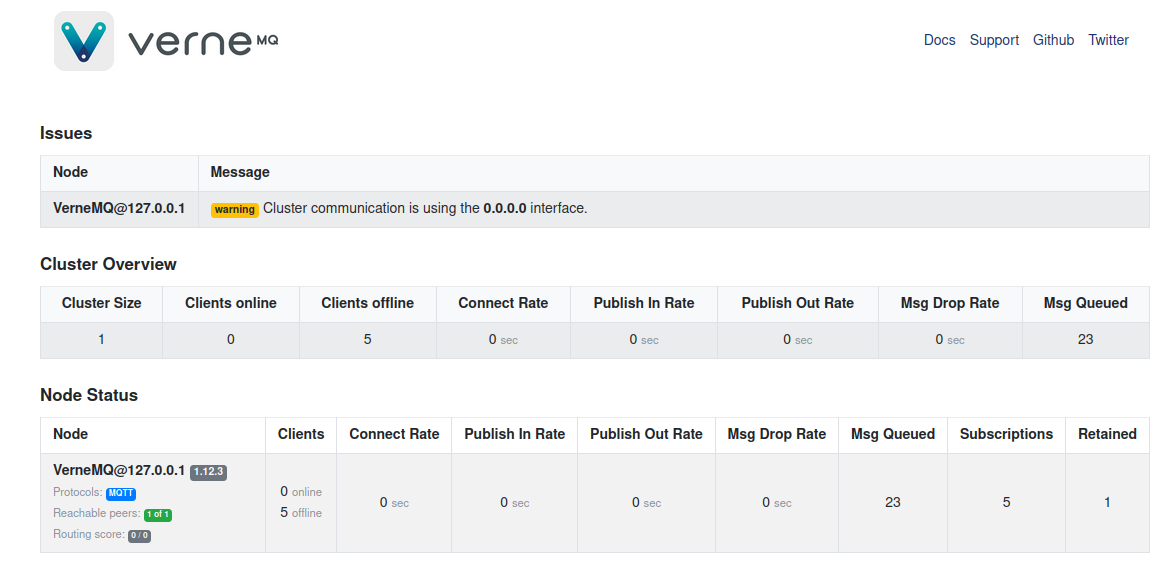 verne MQ
Docs Support Github Twitter
Issues
Node Message
VerneMQ@127.0.0.1 warning Cluster communication is using the 0.0.0.0 interface.
Cluster Overview
Cluster Size Clients online Clients offline Connect Rate Publish In Rate Publish Out Rate Msg Drop Rate Msg Queued
1 0 5 0 sec 0 sec 0 sec 0 sec 23
Node Status
Node Clients Connect Rate Publish In Rate Publish Out Rate Msg Drop Rate Msg Queued Subscriptions Retained
VerneMQ@127.0.0.1 1.12.3
Protocols: MQTT
Reachable peers: 1 of 1
Routing score: 0 / 0
0 online
5 offline
0 sec 0 sec 0 sec 0 sec 23 5 1